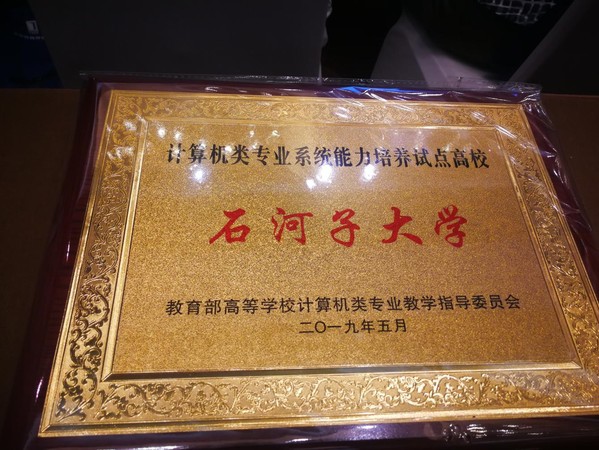 计算机类专业系统能力培养试点高校
石河子大学
教育部高等学校计算机类专业教学指导委员会
二〇一九年五月